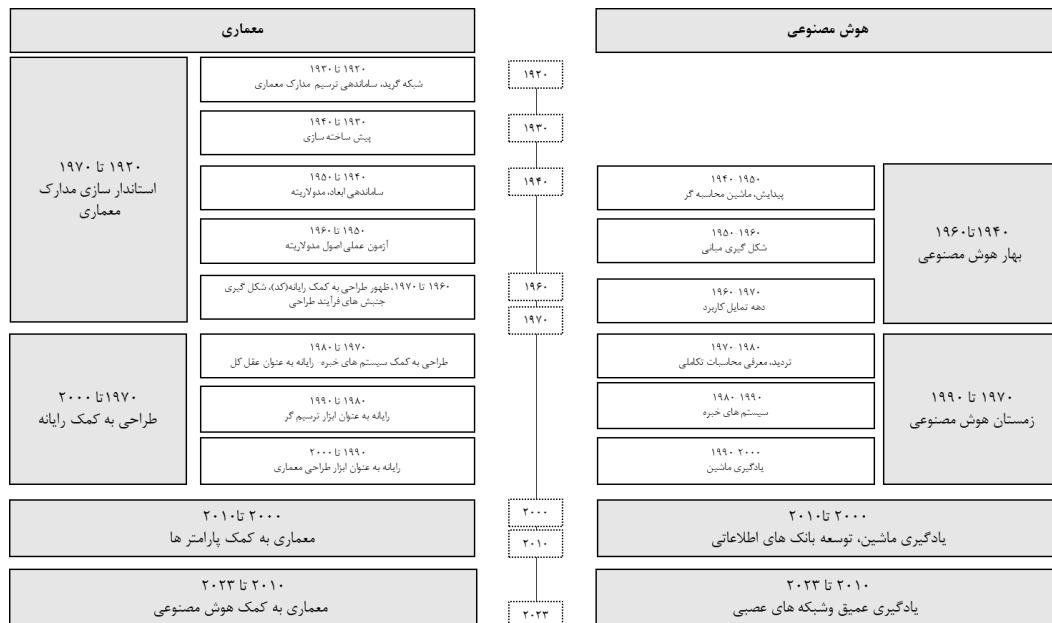 هوش مصنوعی
۱۹۴۰تا۱۹۶۰
بهار هوش مصنوعی
۱۹۴۰- ۱۹۵۰
پیدایش، ماشین محاسبه گر
۱۹۵۰- ۱۹۶۰
شکل گیری مبانی
۱۹۶۰- ۱۹۷۰
دهه تمایل کاربرد
۱۹۷۰ تا ۱۹۹۰
زمستان هوش مصنوعی
۱۹۷۰- ۱۹۸۰
تردید، معرفی محاسبات تکاملی
۱۹۸۰- ۱۹۹۰
سیستم های خبره
۱۹۹۰- ۲۰۰۰
یادگیری ماشین
۲۰۰۰ تا۲۰۱۰
یادگیری ماشین، توسعه بانک های اطلاعاتی
۲۰۱۰ تا ۲۰۲۳
یادگیری عمیق وشبکه های عصبی
۱۹۲۰
۱۹۳۰
۱۹۴۰
۱۹۶۰
۱۹۷۰
۲۰۰۰
۲۰۱۰
۲۰۲۳
معماری
۱۹۲۰ تا ۱۹۳۰
شبکه گرید، ساماندهی ترسیم مدارک معماری
۱۹۳۰ تا ۱۹۴۰
پیش ساخته سازی
۱۹۴۰ تا ۱۹۵۰
ساماندهی ابعاد، مدولاریته
۱۹۵۰ تا ۱۹۶۰
آزمون عملی اصول مدولاریته
۱۹۶۰ تا ۱۹۷۰، ظهور طراحی به کمک رایانه(کد)، شکل گیری
جنبش های فرآیند طراحی
۱۹۲۰ تا ۱۹۷۰
استاندار سازی مدارک
معماری
۱۹۷۰ تا ۱۹۸۰
طراحی به کمک سیستم های خبره- رایانه به عنوان عقل کل
۱۹۸۰ تا ۱۹۹۰
رایانه به عنوان ابزار ترسیم گر
۱۹۹۰ تا ۲۰۰۰
رایانه به عنوان ابزار طراحی معماری
۱۹۷۰تا ۲۰۰۰
طراحی به کمک رایانه
۲۰۰۰ تا۲۰۱۰
معماری به کمک پارامتر ها
۲۰۱۰ تا ۲۰۲۳
معماری به کمک هوش مصنوعی